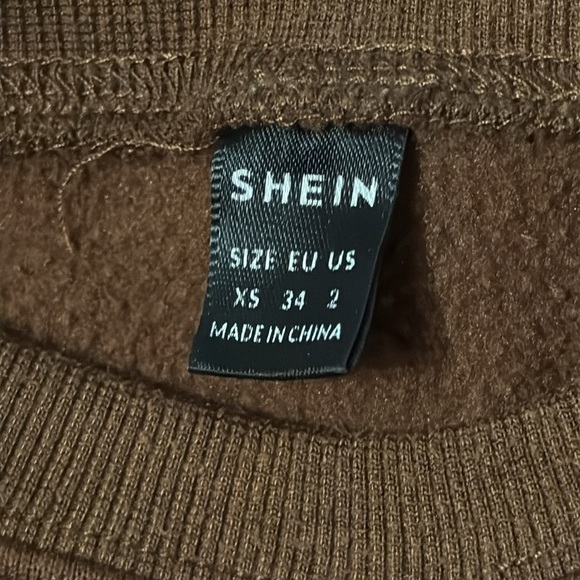 SHEIN
SIZE EU US
XS 34 2
MADE IN CHINA